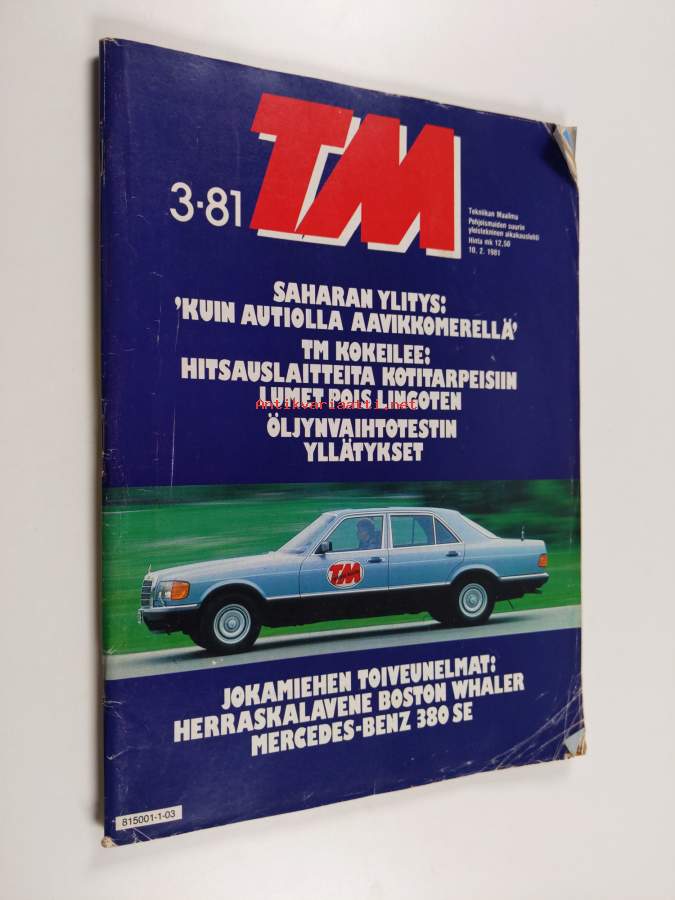 3·81 TM
Tekniikan Maailma
Pohjoismaiden suurin
yleistekninen aikakauslehti
Hinta mk 12,50
10. 2. 1981
SAHARAN YLITYS:
'KUIN AUTIOLLA AAVIKKOMERELLÄ'
TM KOKEILEE:
HITSAUSLAITTEITA KOTITARPEISIIN
LUMET POIS LINGOTEN
Antikvariaatti.net
ÖLJYNVAIHTOTESTIN
YLLÄTYKSET
TM
JOKAMIEHEN TOIVEUNELMAT:
HERRASKALAVENE BOSTON WHALER
MERCEDES-BENZ 380 SE
815001-1-03